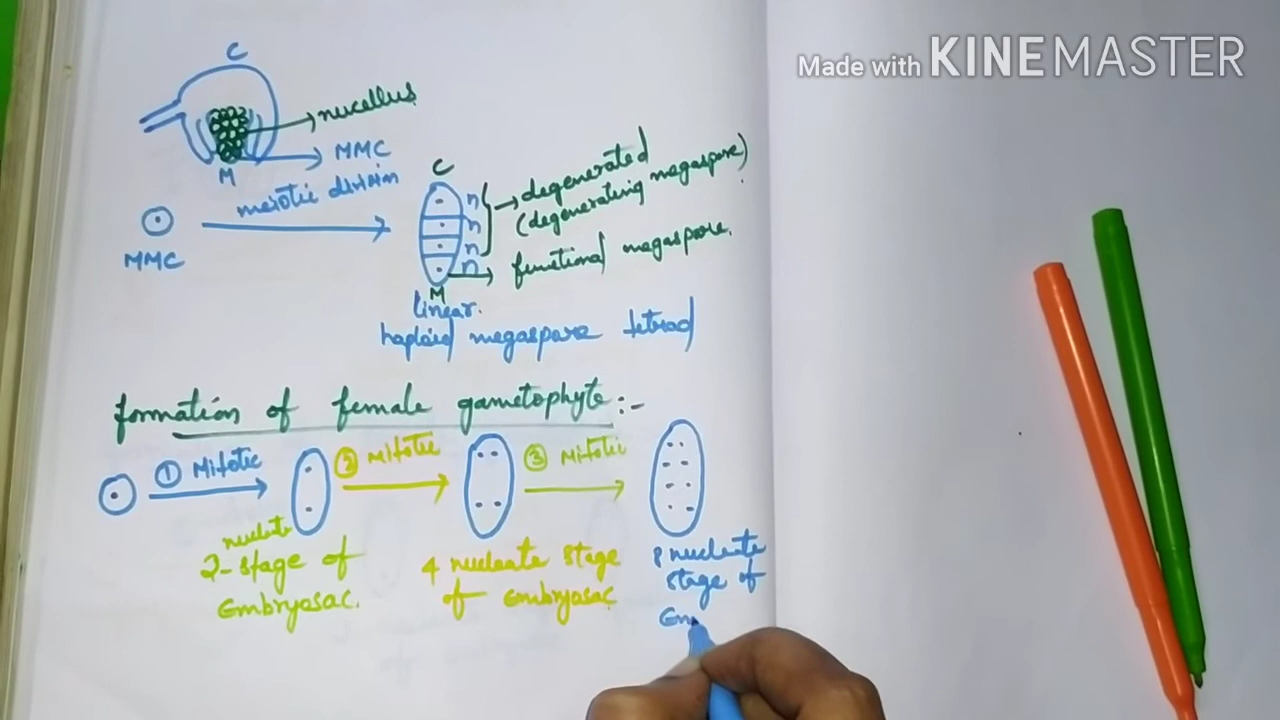 Made with KINEMASTER
C
nucellus
MMC
M
MMC
meiotic division
C
n
n
n
n
degenerated
(degenerating megaspore)
functional megaspore.
M
linear.
haploid megaspore tetrad
formation of female gametophyte :-
① Mitotic
② Mitotic
③ Mitotic
nucleate
2-stage of
Embryosac.
4 nucleate stage
of embryosac
8 nucleate
stage of
Em